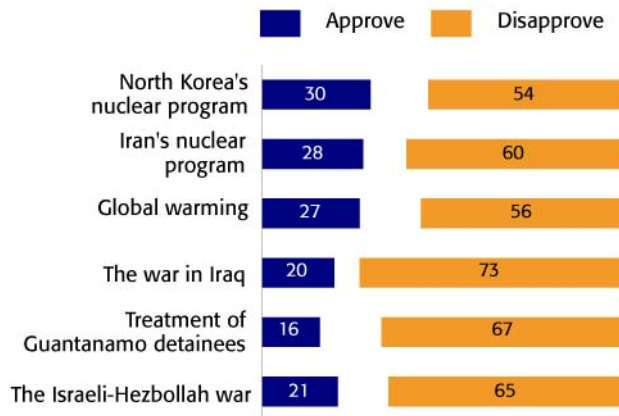 Approve Disapprove
North Korea's
nuclear program
30 54
Iran's nuclear
program
28 60
Global warming
27 56
The war in Iraq
20 73
Treatment of
Guantanamo detainees
16 67
The Israeli-Hezbollah war
21 65